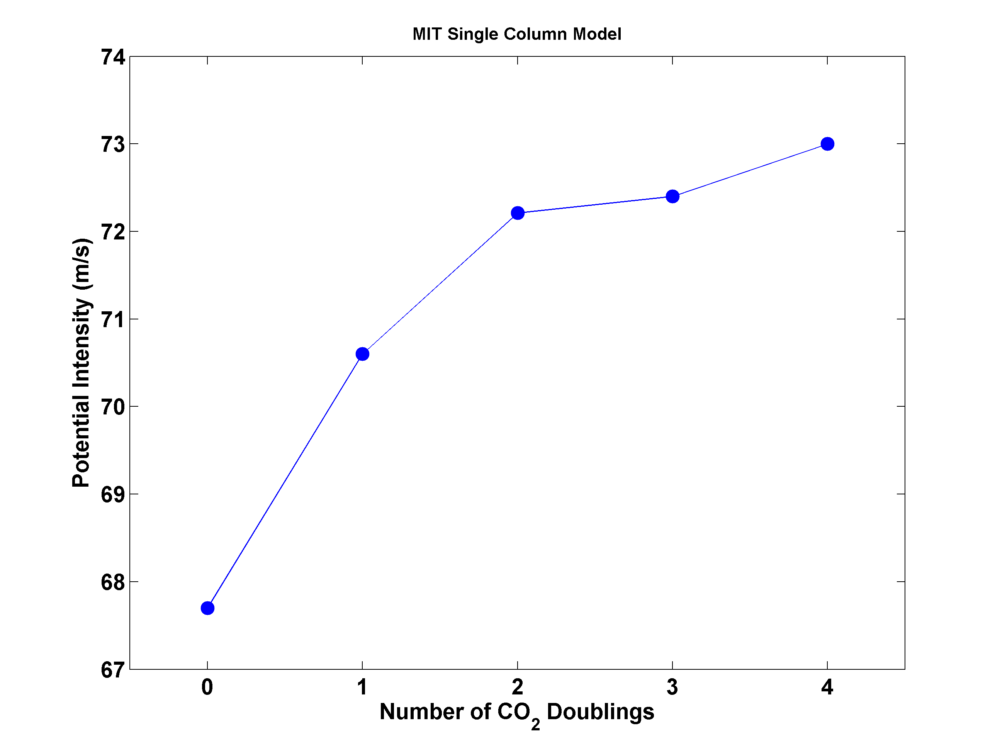 MIT Single Column Model
74
73
72
71
70
69
68
67
Potential Intensity (m/s)
0 1 2 3 4
Number of CO₂ Doublings